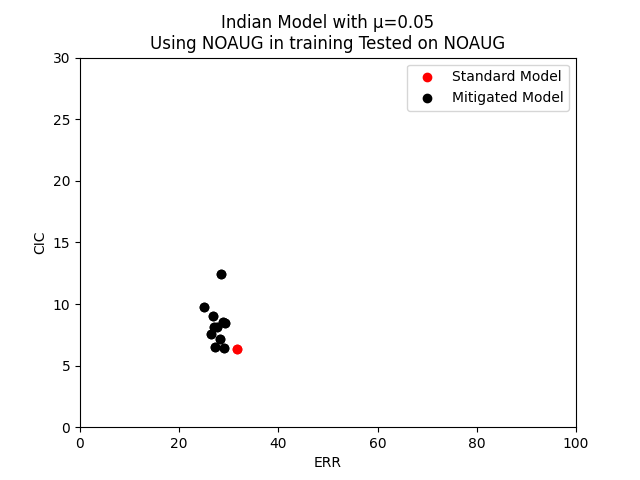 Indian Model with μ=0.05
Using NOAUG in training Tested on NOAUG
Standard Model
Mitigated Model
30
25
20
15
10
5
0
CIC
0 20 40 60 80 100
ERR